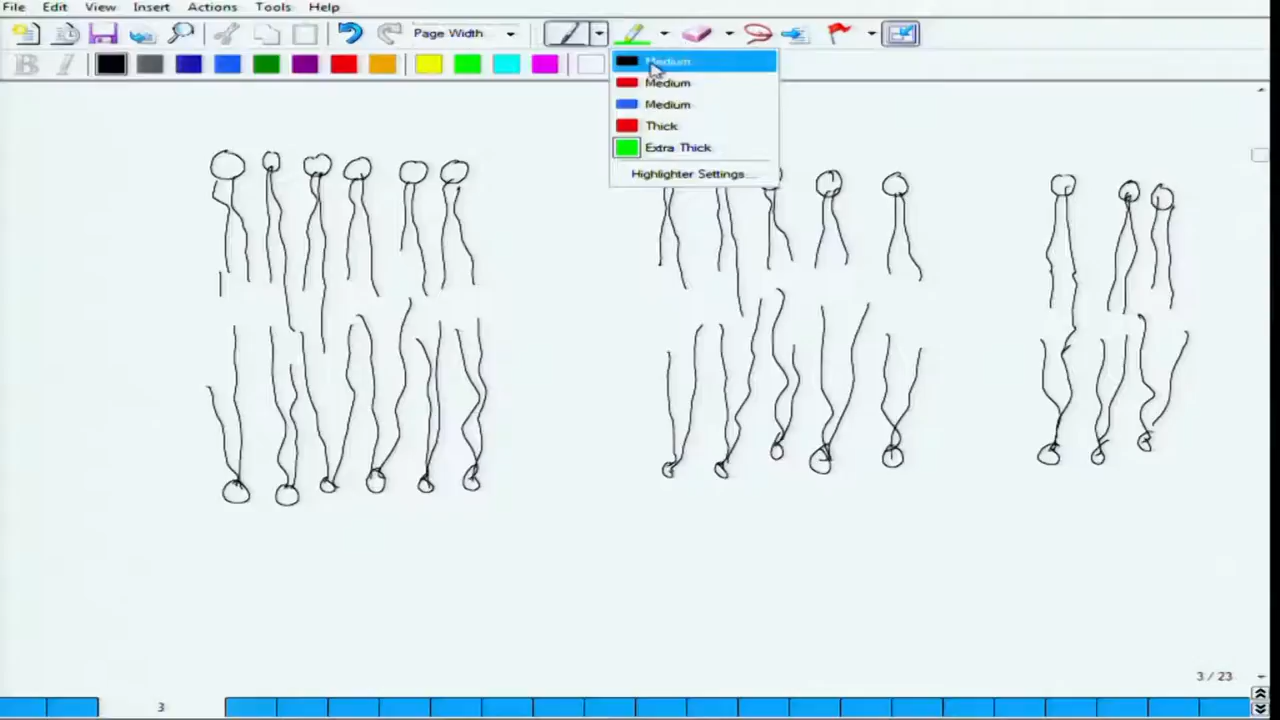 File Edit View Insert Actions Tools Help
Page Width
B I
Medium
Medium
Medium
Thick
Extra Thick
Highlighter Settings...
3 / 23
3